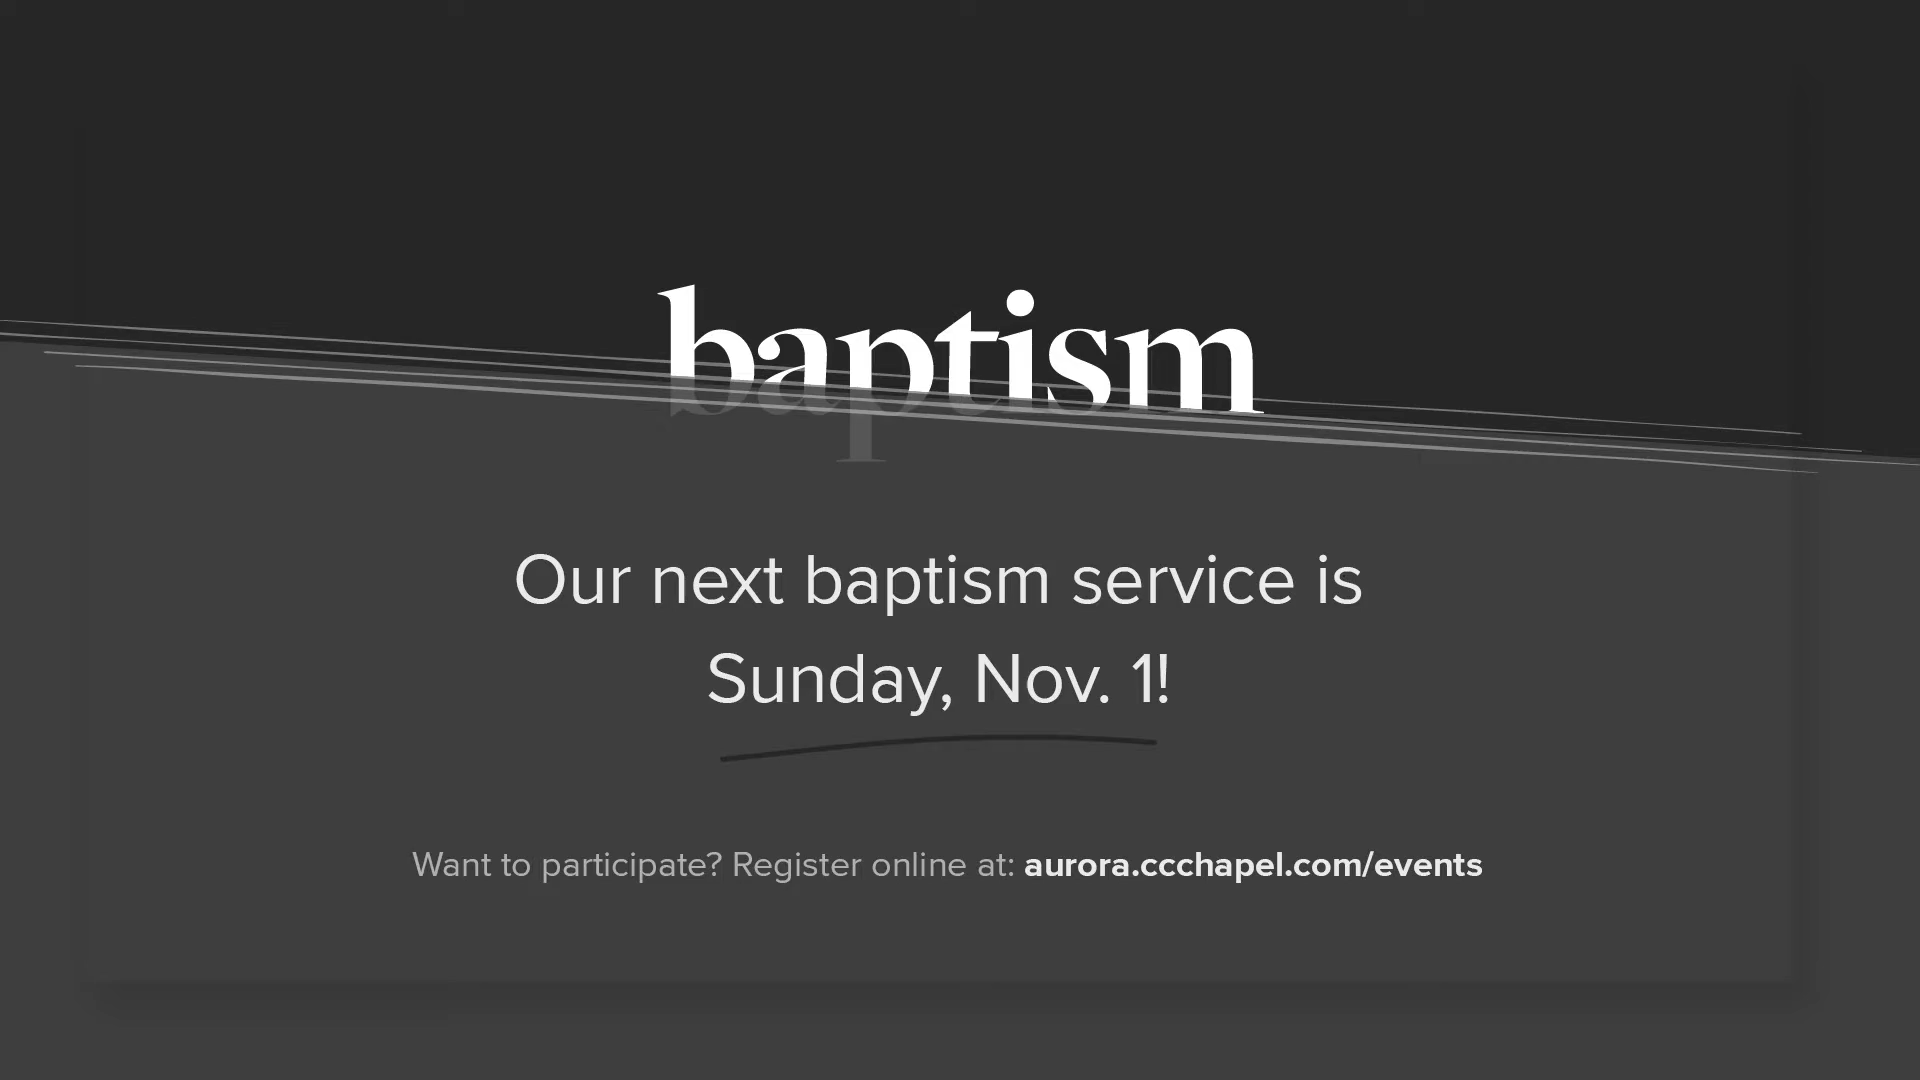 baptism
Our next baptism service is
Sunday, Nov. 1!
Want to participate? Register online at: aurora.ccchapel.com/events